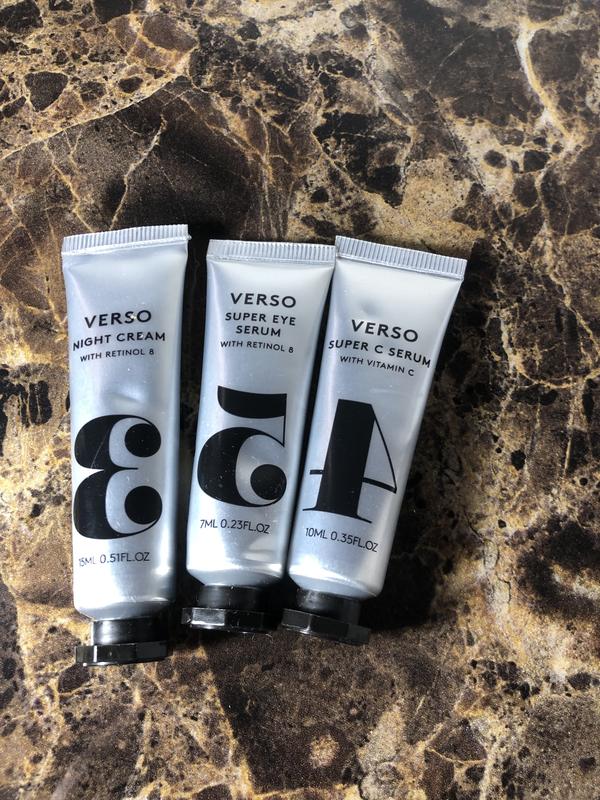 VERSO
NIGHT CREAM
WITH RETINOL 8
3
15ML 0.51FL.OZ
VERSO
SUPER EYE
SERUM
WITH RETINOL 8
5
7ML 0.23FL.OZ
VERSO
SUPER C SERUM
WITH VITAMIN C
4
10ML 0.35FL.OZ